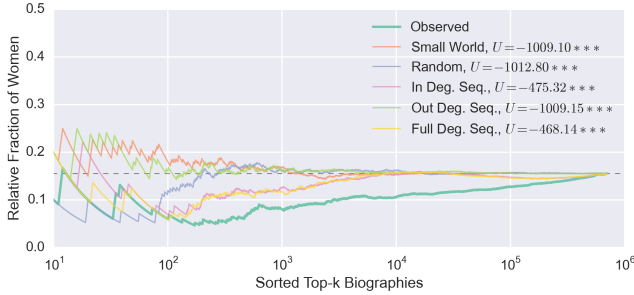 0.5
0.4
0.3
0.2
0.1
0.0
Relative Fraction of Women
Observed
Small World, U = −1009.10∗∗∗
Random, U = −1012.80∗∗∗
In Deg. Seq., U = −475.32∗∗∗
Out Deg. Seq., U = −1009.15∗∗∗
Full Deg. Seq., U = −468.14∗∗∗
10¹ 10² 10³ 10⁴ 10⁵ 10⁶
Sorted Top-k Biographies